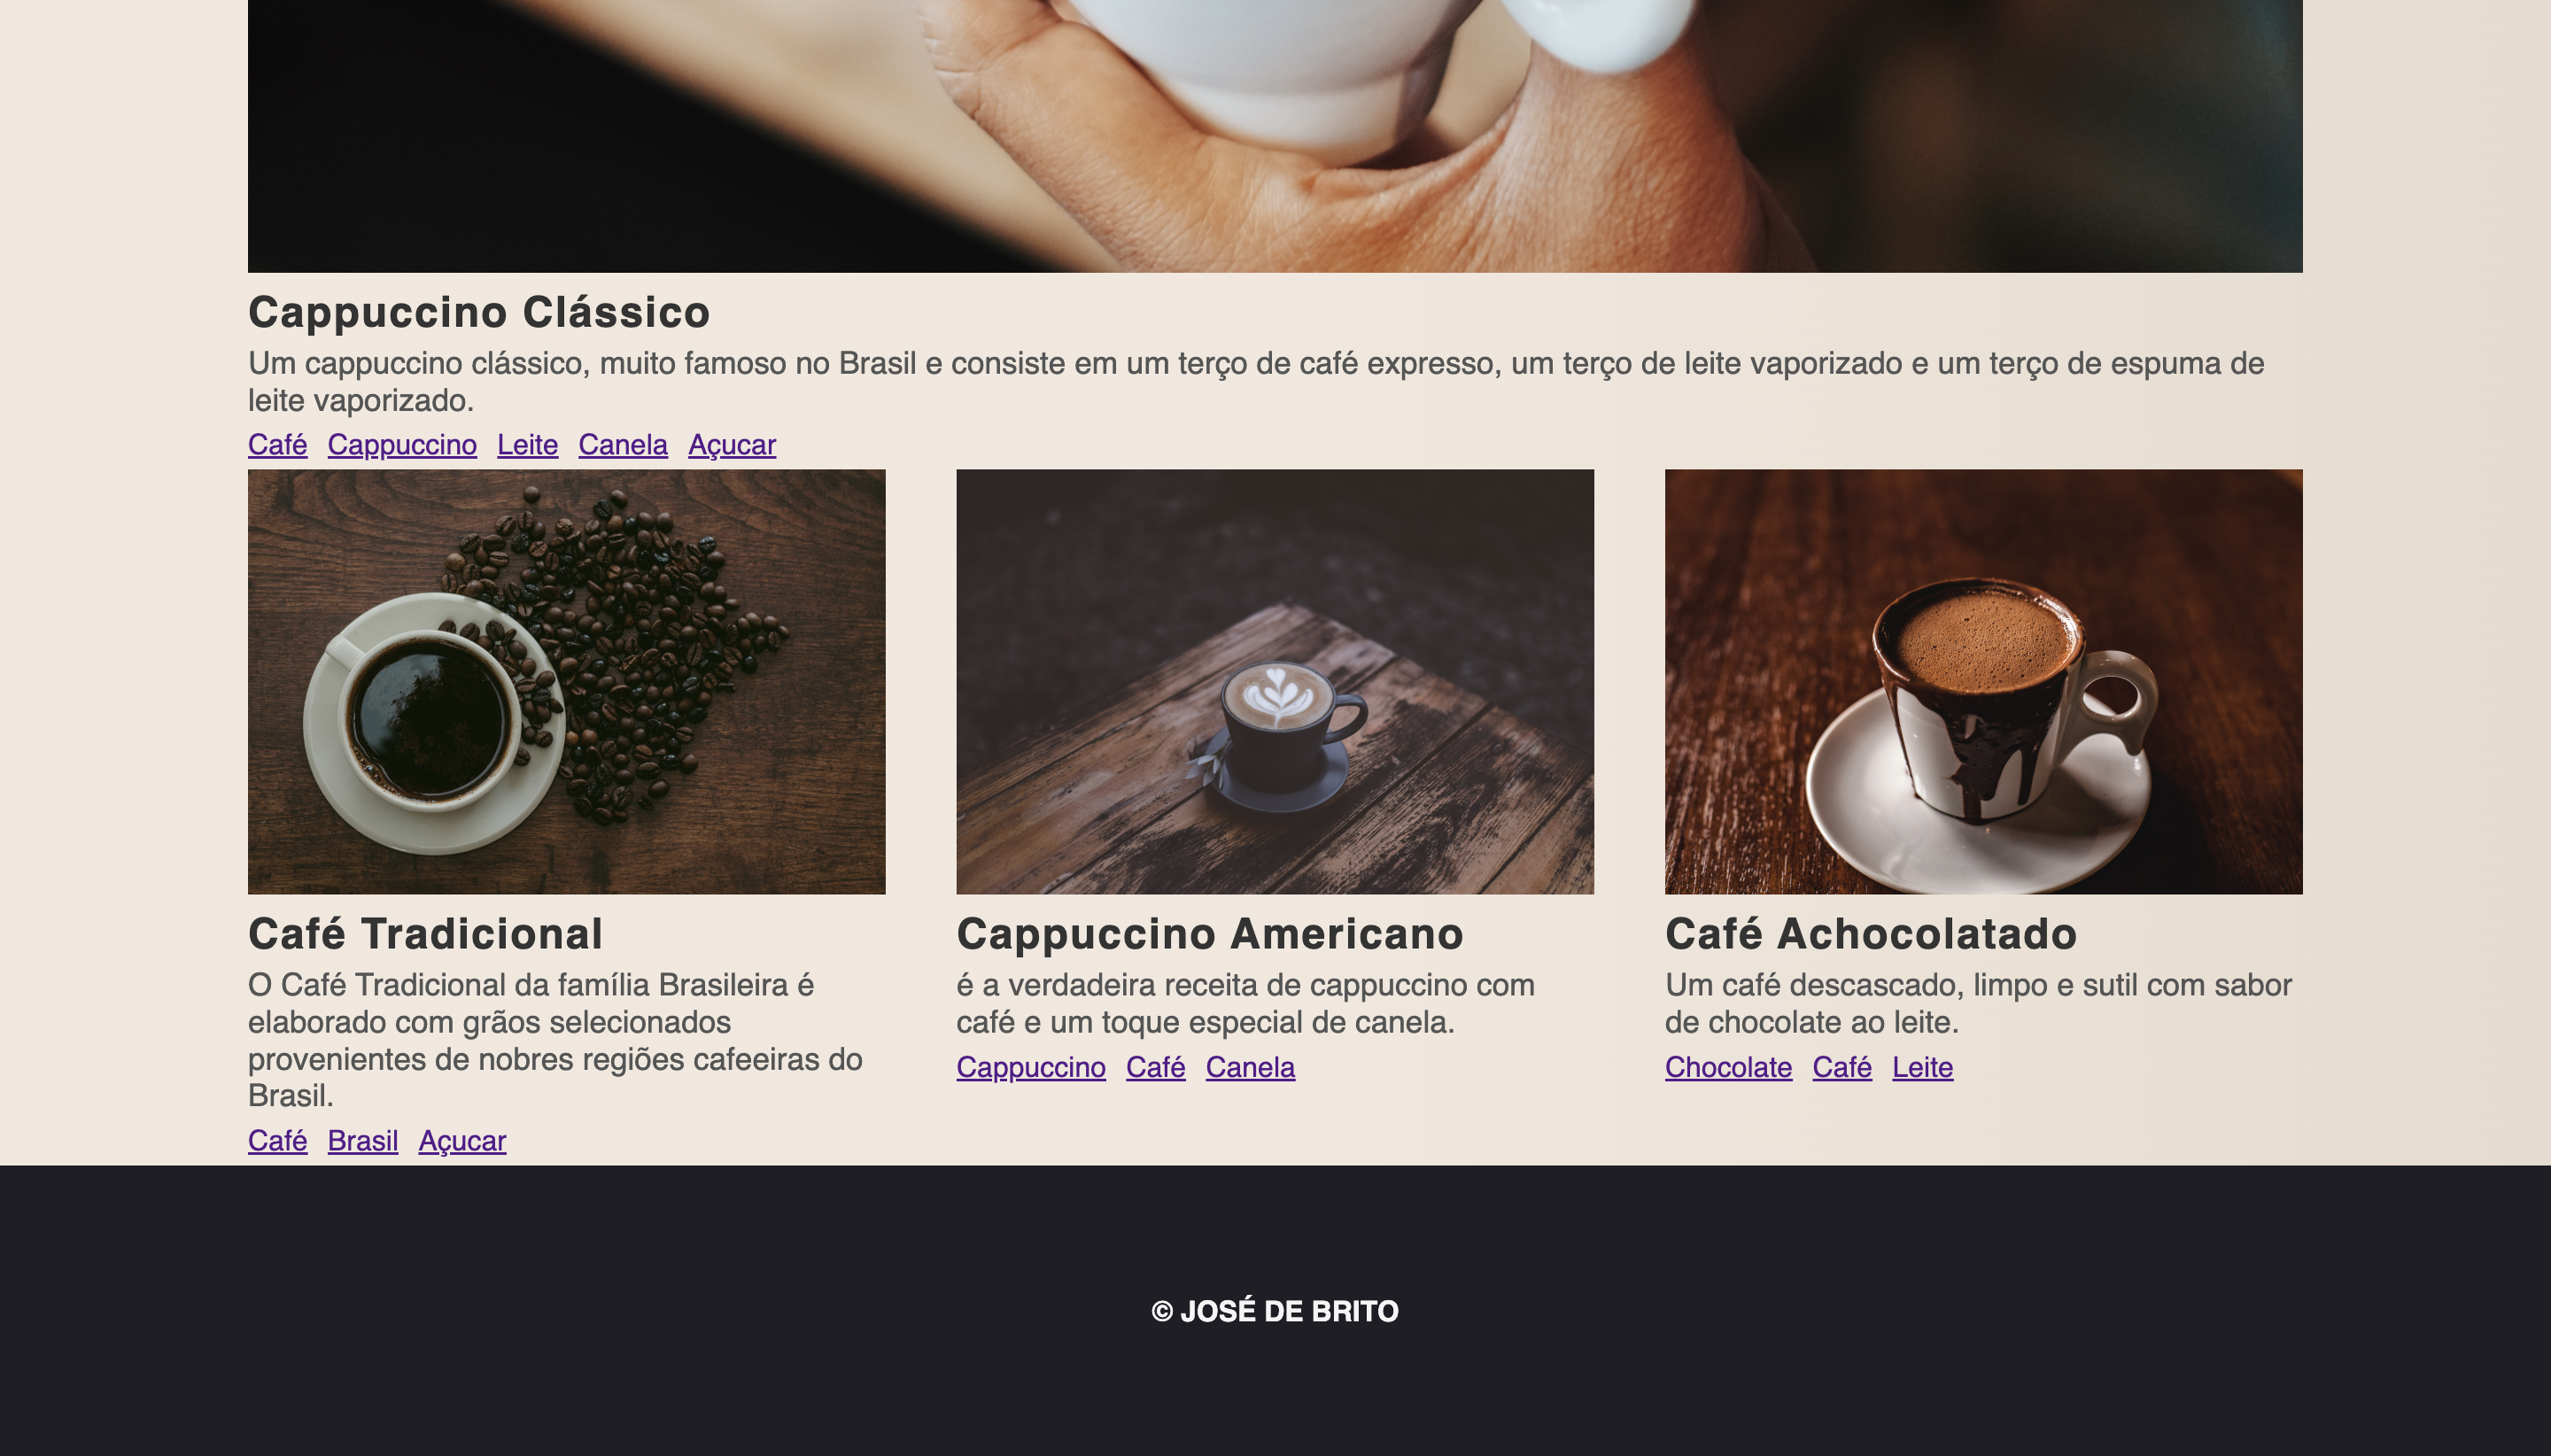 Cappuccino Clássico
Um cappuccino clássico, muito famoso no Brasil e consiste em um terço de café expresso, um terço de leite vaporizado e um terço de espuma de
leite vaporizado.
Café Cappuccino Leite Canela Açucar
Café Tradicional
O Café Tradicional da família Brasileira é
elaborado com grãos selecionados
provenientes de nobres regiões cafeeiras do
Brasil.
Café Brasil Açucar
Cappuccino Americano
é a verdadeira receita de cappuccino com
café e um toque especial de canela.
Cappuccino Café Canela
Café Achocolatado
Um café descascado, limpo e sutil com sabor
de chocolate ao leite.
Chocolate Café Leite
© JOSÉ DE BRITO